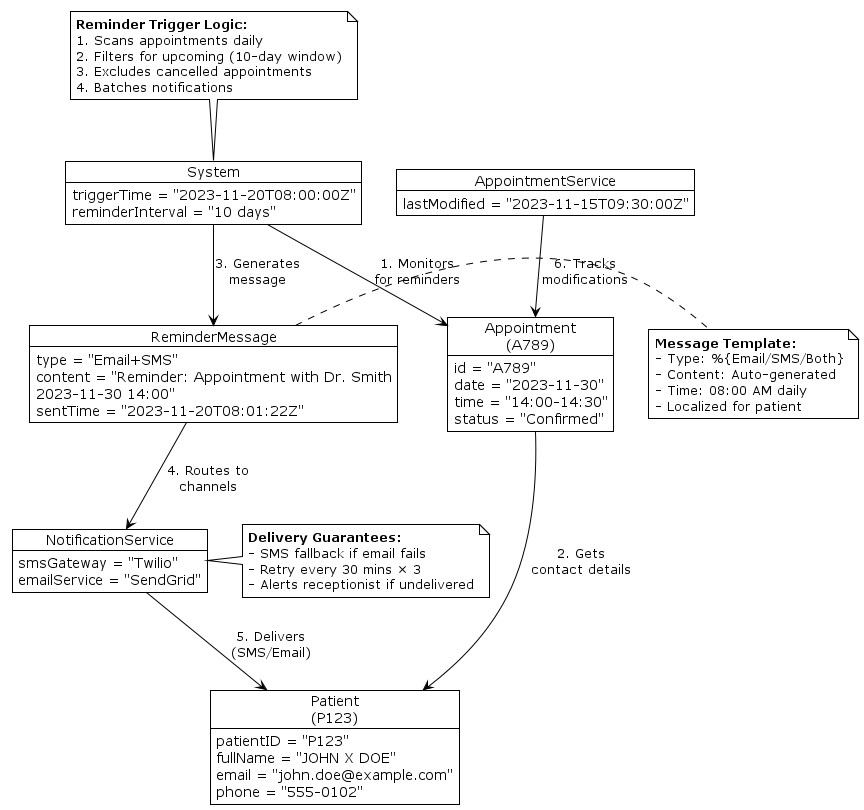 Reminder Trigger Logic:
1. Scans appointments daily
2. Filters for upcoming (10-day window)
3. Excludes cancelled appointments
4. Batches notifications
System
triggerTime = "2023-11-20T08:00:00Z"
reminderInterval = "10 days"
AppointmentService
lastModified = "2023-11-15T09:30:00Z"
3. Generates
message
1. Monitors
for reminders
6. Tracks
modifications
ReminderMessage
type = "Email+SMS"
content = "Reminder: Appointment with Dr. Smith
2023-11-30 14:00"
sentTime = "2023-11-20T08:01:22Z"
Appointment
(A789)
id = "A789"
date = "2023-11-30"
time = "14:00-14:30"
status = "Confirmed"
Message Template:
- Type: %{Email/SMS/Both}
- Content: Auto-generated
- Time: 08:00 AM daily
- Localized for patient
4. Routes to
channels
NotificationService
smsGateway = "Twilio"
emailService = "SendGrid"
Delivery Guarantees:
- SMS fallback if email fails
- Retry every 30 mins × 3
- Alerts receptionist if undelivered
2. Gets
contact details
5. Delivers
(SMS/Email)
Patient
(P123)
patientID = "P123"
fullName = "JOHN X DOE"
email = "john.doe@example.com"
phone = "555-0102"